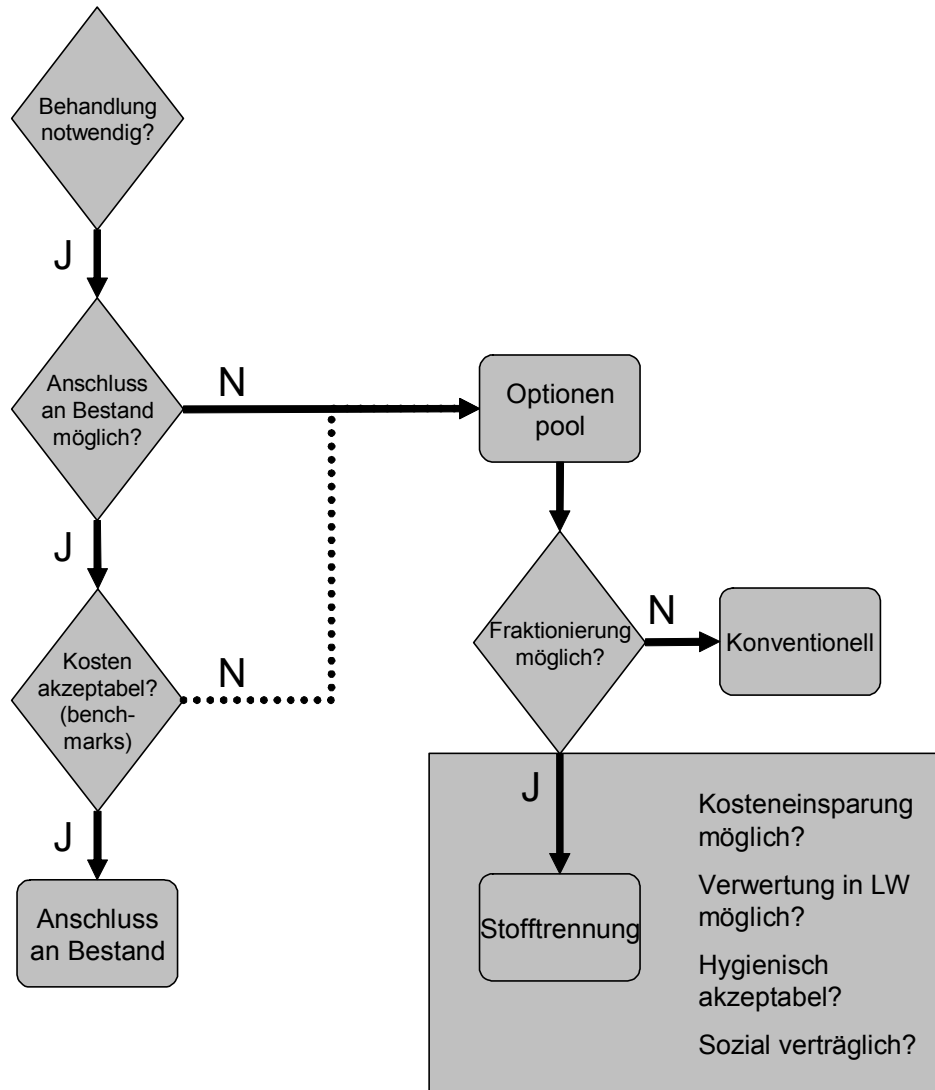 Behandlung
notwendig?
J
Anschluss
an Bestand
möglich?
N
Optionen
pool
J
Kosten
akzeptabel?
(bench-
marks)
N
Fraktionierung
möglich?
N
Konventionell
J
Anschluss
an Bestand
J
Stofftrennung
Kosteneinsparung
möglich?
Verwertung in LW
möglich?
Hygienisch
akzeptabel?
Sozial verträglich?